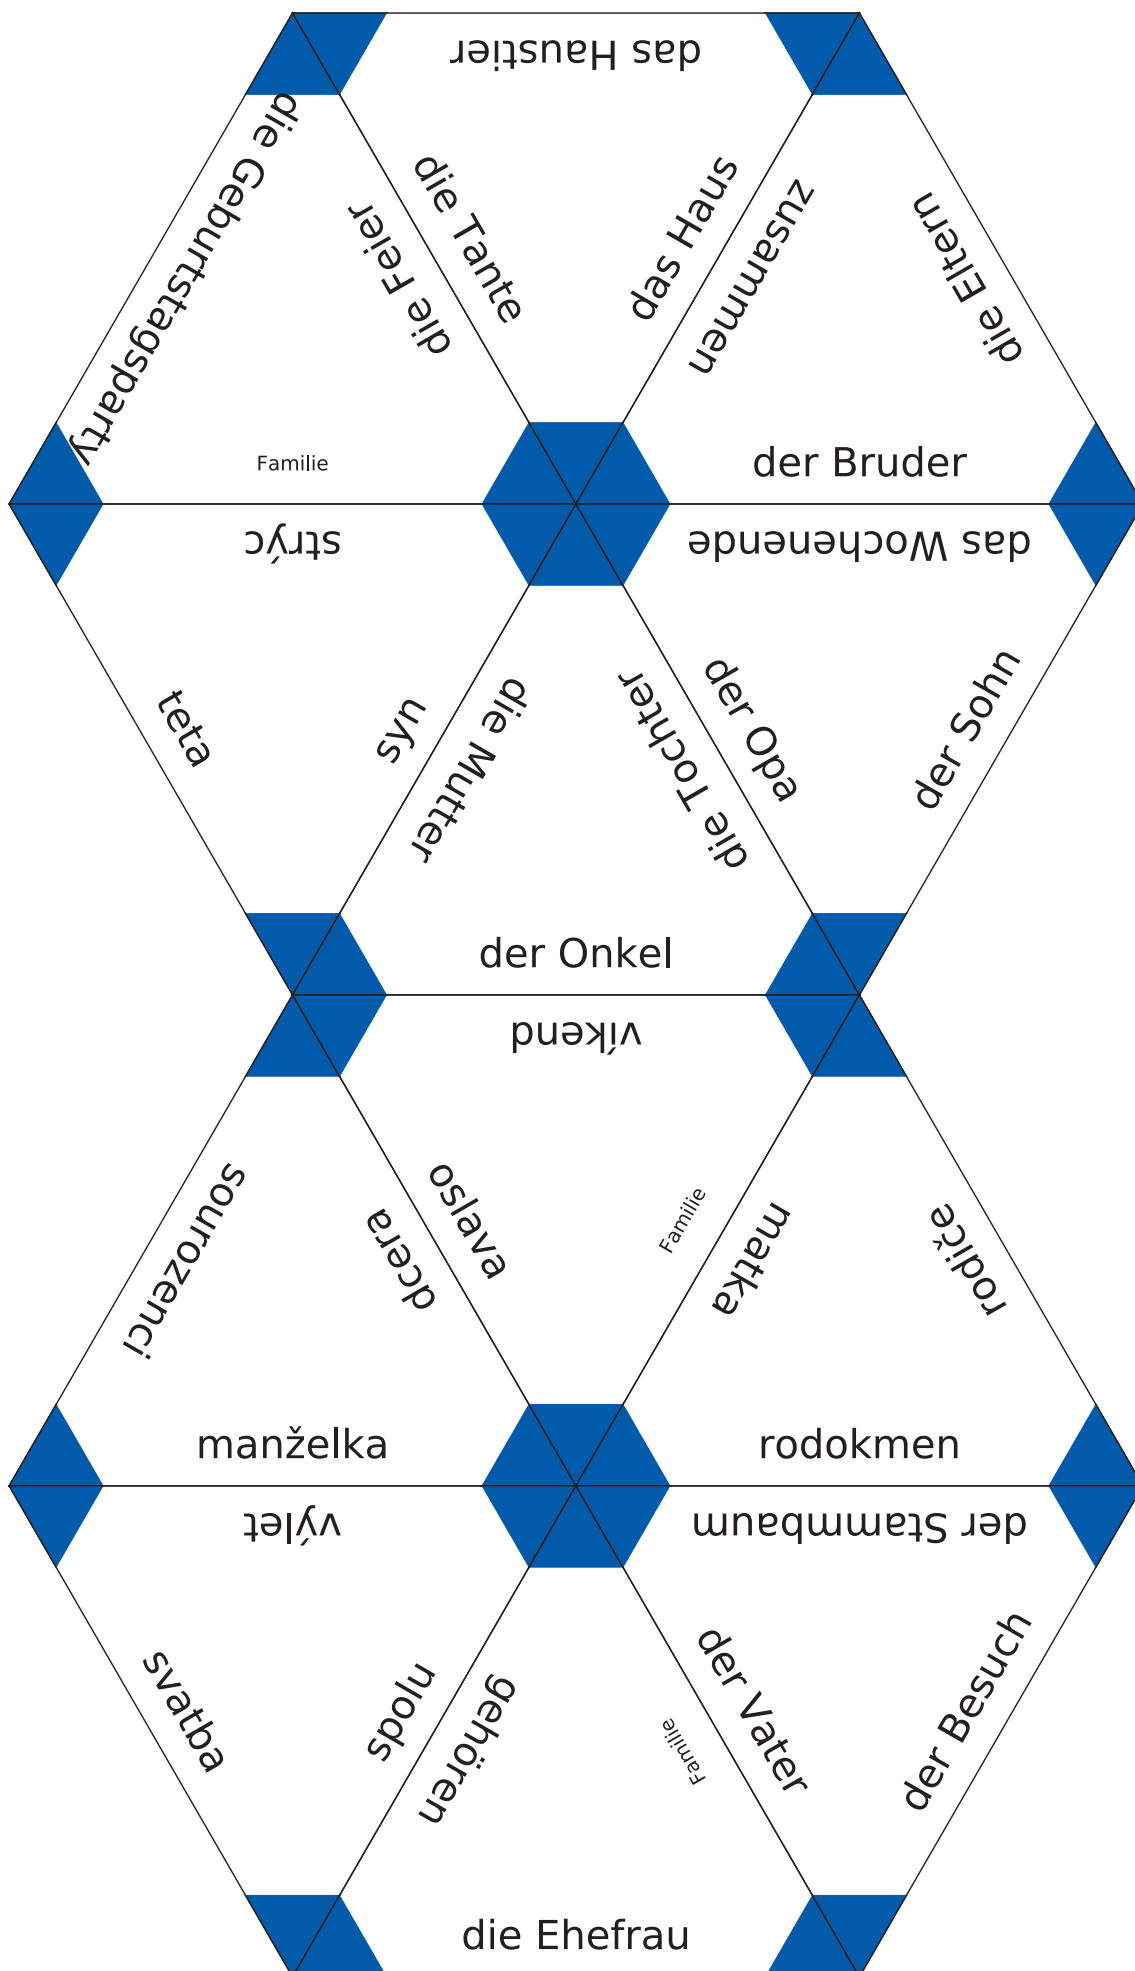 das Haustier
die Geburtstagsparty
die Feier
die Tante
das Haus
zusammen
die Eltern
Familie
der Bruder
strýc
das Wochenende
teta
syn
die Mutter
die Tochter
der Opa
der Sohn
der Onkel
víkend
sourozenci
dcera
oslava
Familie
matka
rodiče
manželka
rodokmen
výlet
der Stammbaum
svatba
spolu
gehören
Familie
der Vater
der Besuch
die Ehefrau